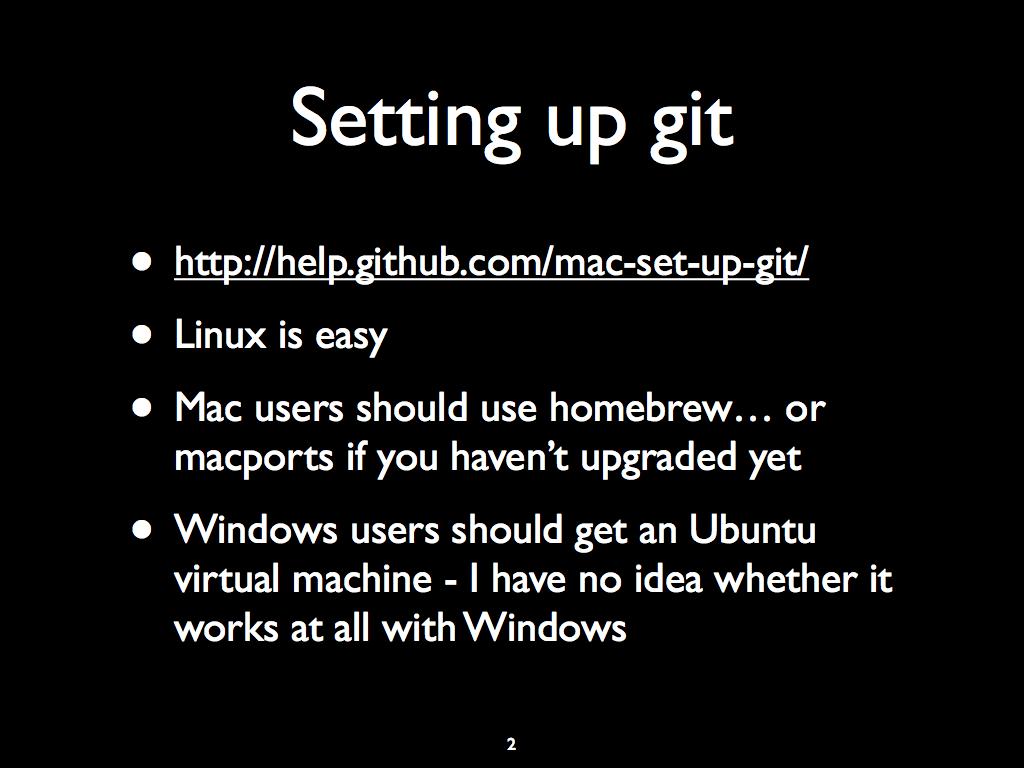 Setting up git
• http://help.github.com/mac-set-up-git/
• Linux is easy
• Mac users should use homebrew… or
macports if you haven’t upgraded yet
• Windows users should get an Ubuntu
virtual machine - I have no idea whether it
works at all with Windows
2